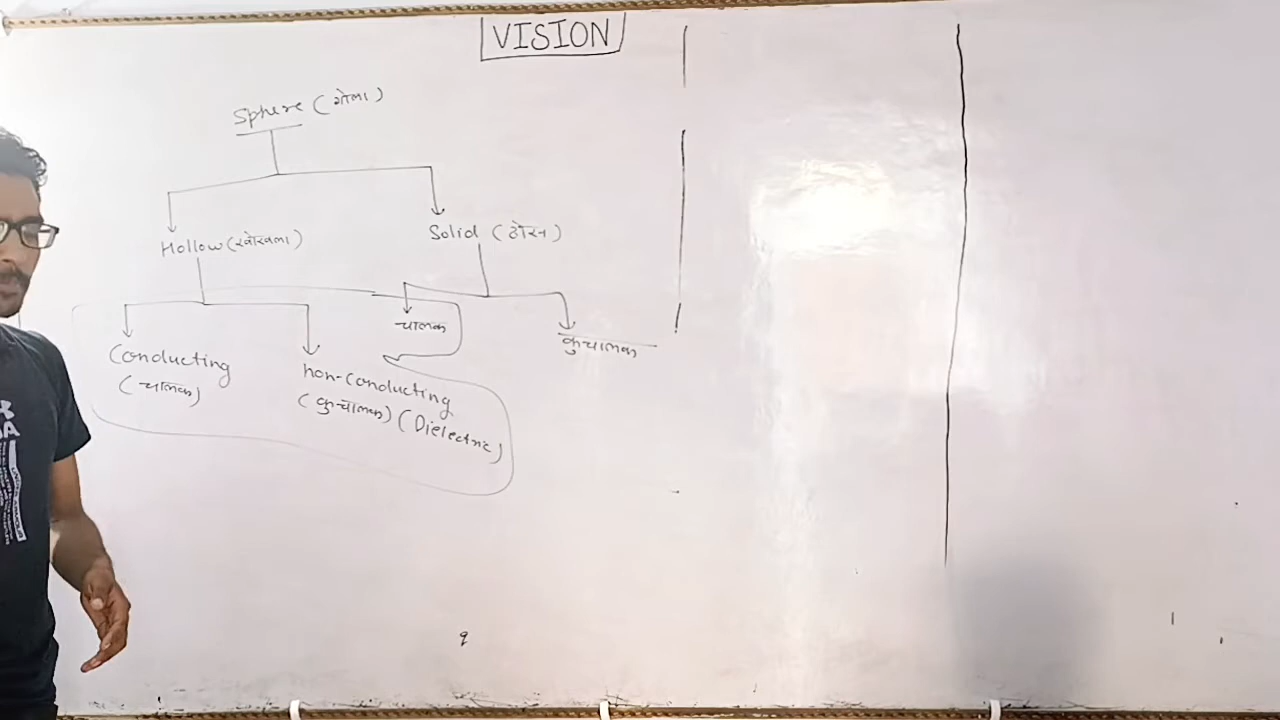 VISION
Sphere (गोला)
Hollow (खोखला)
Solid (ठोस)
चालक
कुचालक
Conducting
(चालक)
non-conducting
(कुचालक) (Dielectric)
q